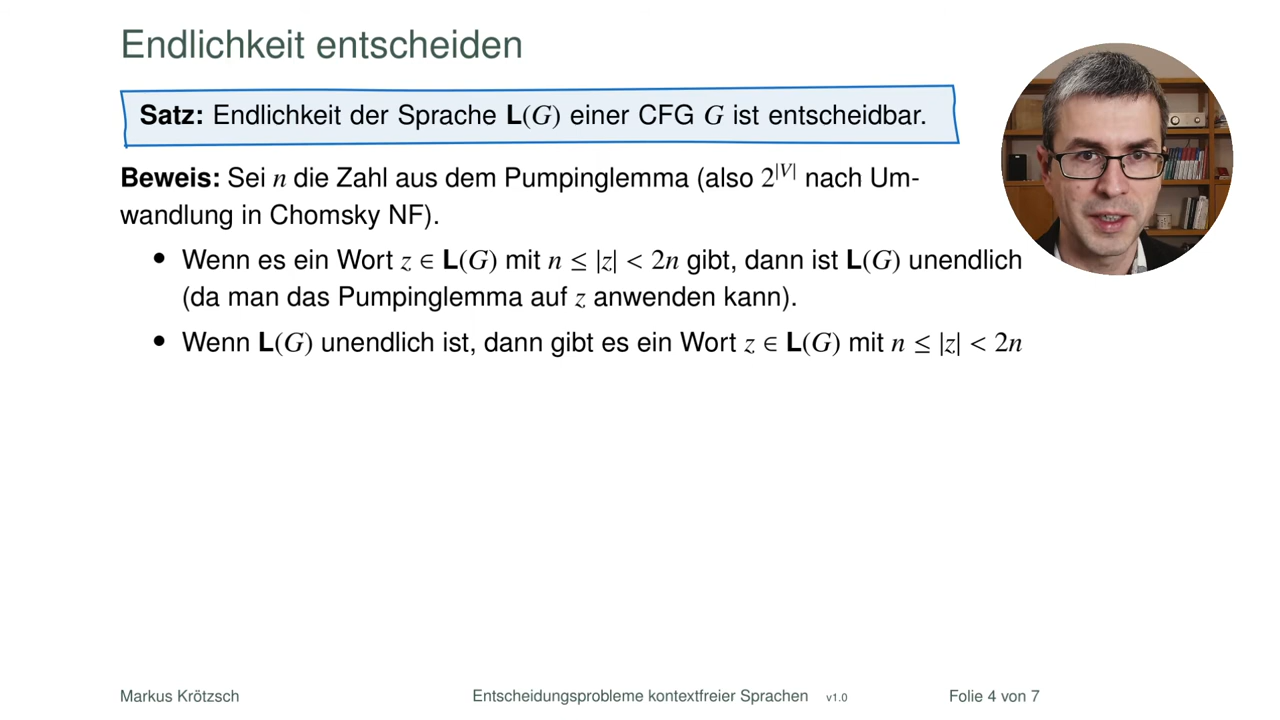 Endlichkeit entscheiden
Satz: Endlichkeit der Sprache L(G) einer CFG G ist entscheidbar.
Beweis: Sei n die Zahl aus dem Pumpinglemma (also 2^|V| nach Um-
wandlung in Chomsky NF).
• Wenn es ein Wort z ∈ L(G) mit n ≤ |z| < 2n gibt, dann ist L(G) unendlich
(da man das Pumpinglemma auf z anwenden kann).
• Wenn L(G) unendlich ist, dann gibt es ein Wort z ∈ L(G) mit n ≤ |z| < 2n
Markus Krötzsch Entscheidungsprobleme kontextfreier Sprachen v1.0 Folie 4 von 7